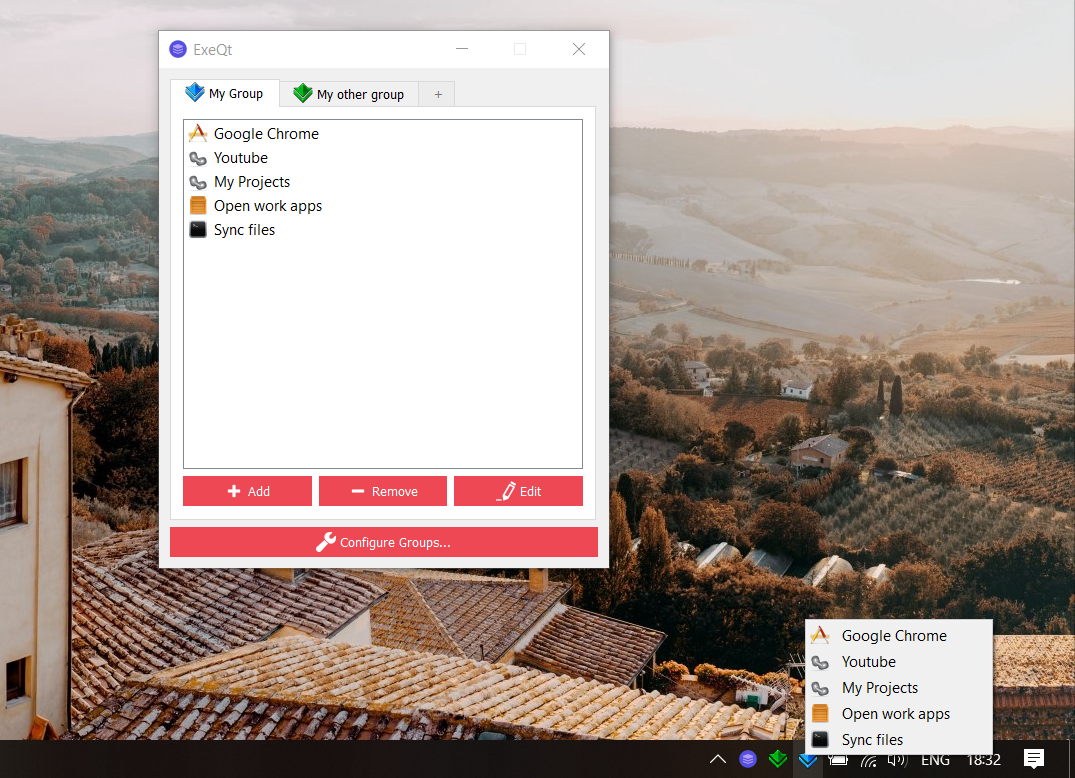 ExeQt
My Group
My other group
+
Google Chrome
Youtube
My Projects
Open work apps
Sync files
Add
Remove
Edit
Configure Groups...
Google Chrome
Youtube
My Projects
Open work apps
Sync files
ENG
18:32